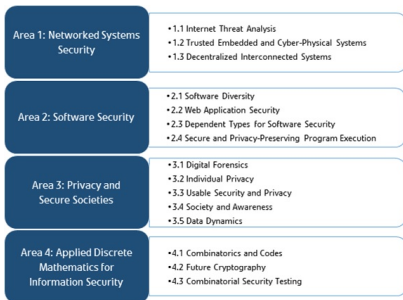 Area 1: Networked Systems
Security
•1.1 Internet Threat Analysis
•1.2 Trusted Embedded and Cyber-Physical Systems
•1.3 Decentralized Interconnected Systems
Area 2: Software Security
•2.1 Software Diversity
•2.2 Web Application Security
•2.3 Dependent Types for Software Security
•2.4 Secure and Privacy-Preserving Program Execution
Area 3: Privacy and
Secure Societies
•3.1 Digital Forensics
•3.2 Individual Privacy
•3.3 Usable Security and Privacy
•3.4 Society and Awareness
•3.5 Data Dynamics
Area 4: Applied Discrete
Mathematics for
Information Security
•4.1 Combinatorics and Codes
•4.2 Future Cryptography
•4.3 Combinatorial Security Testing